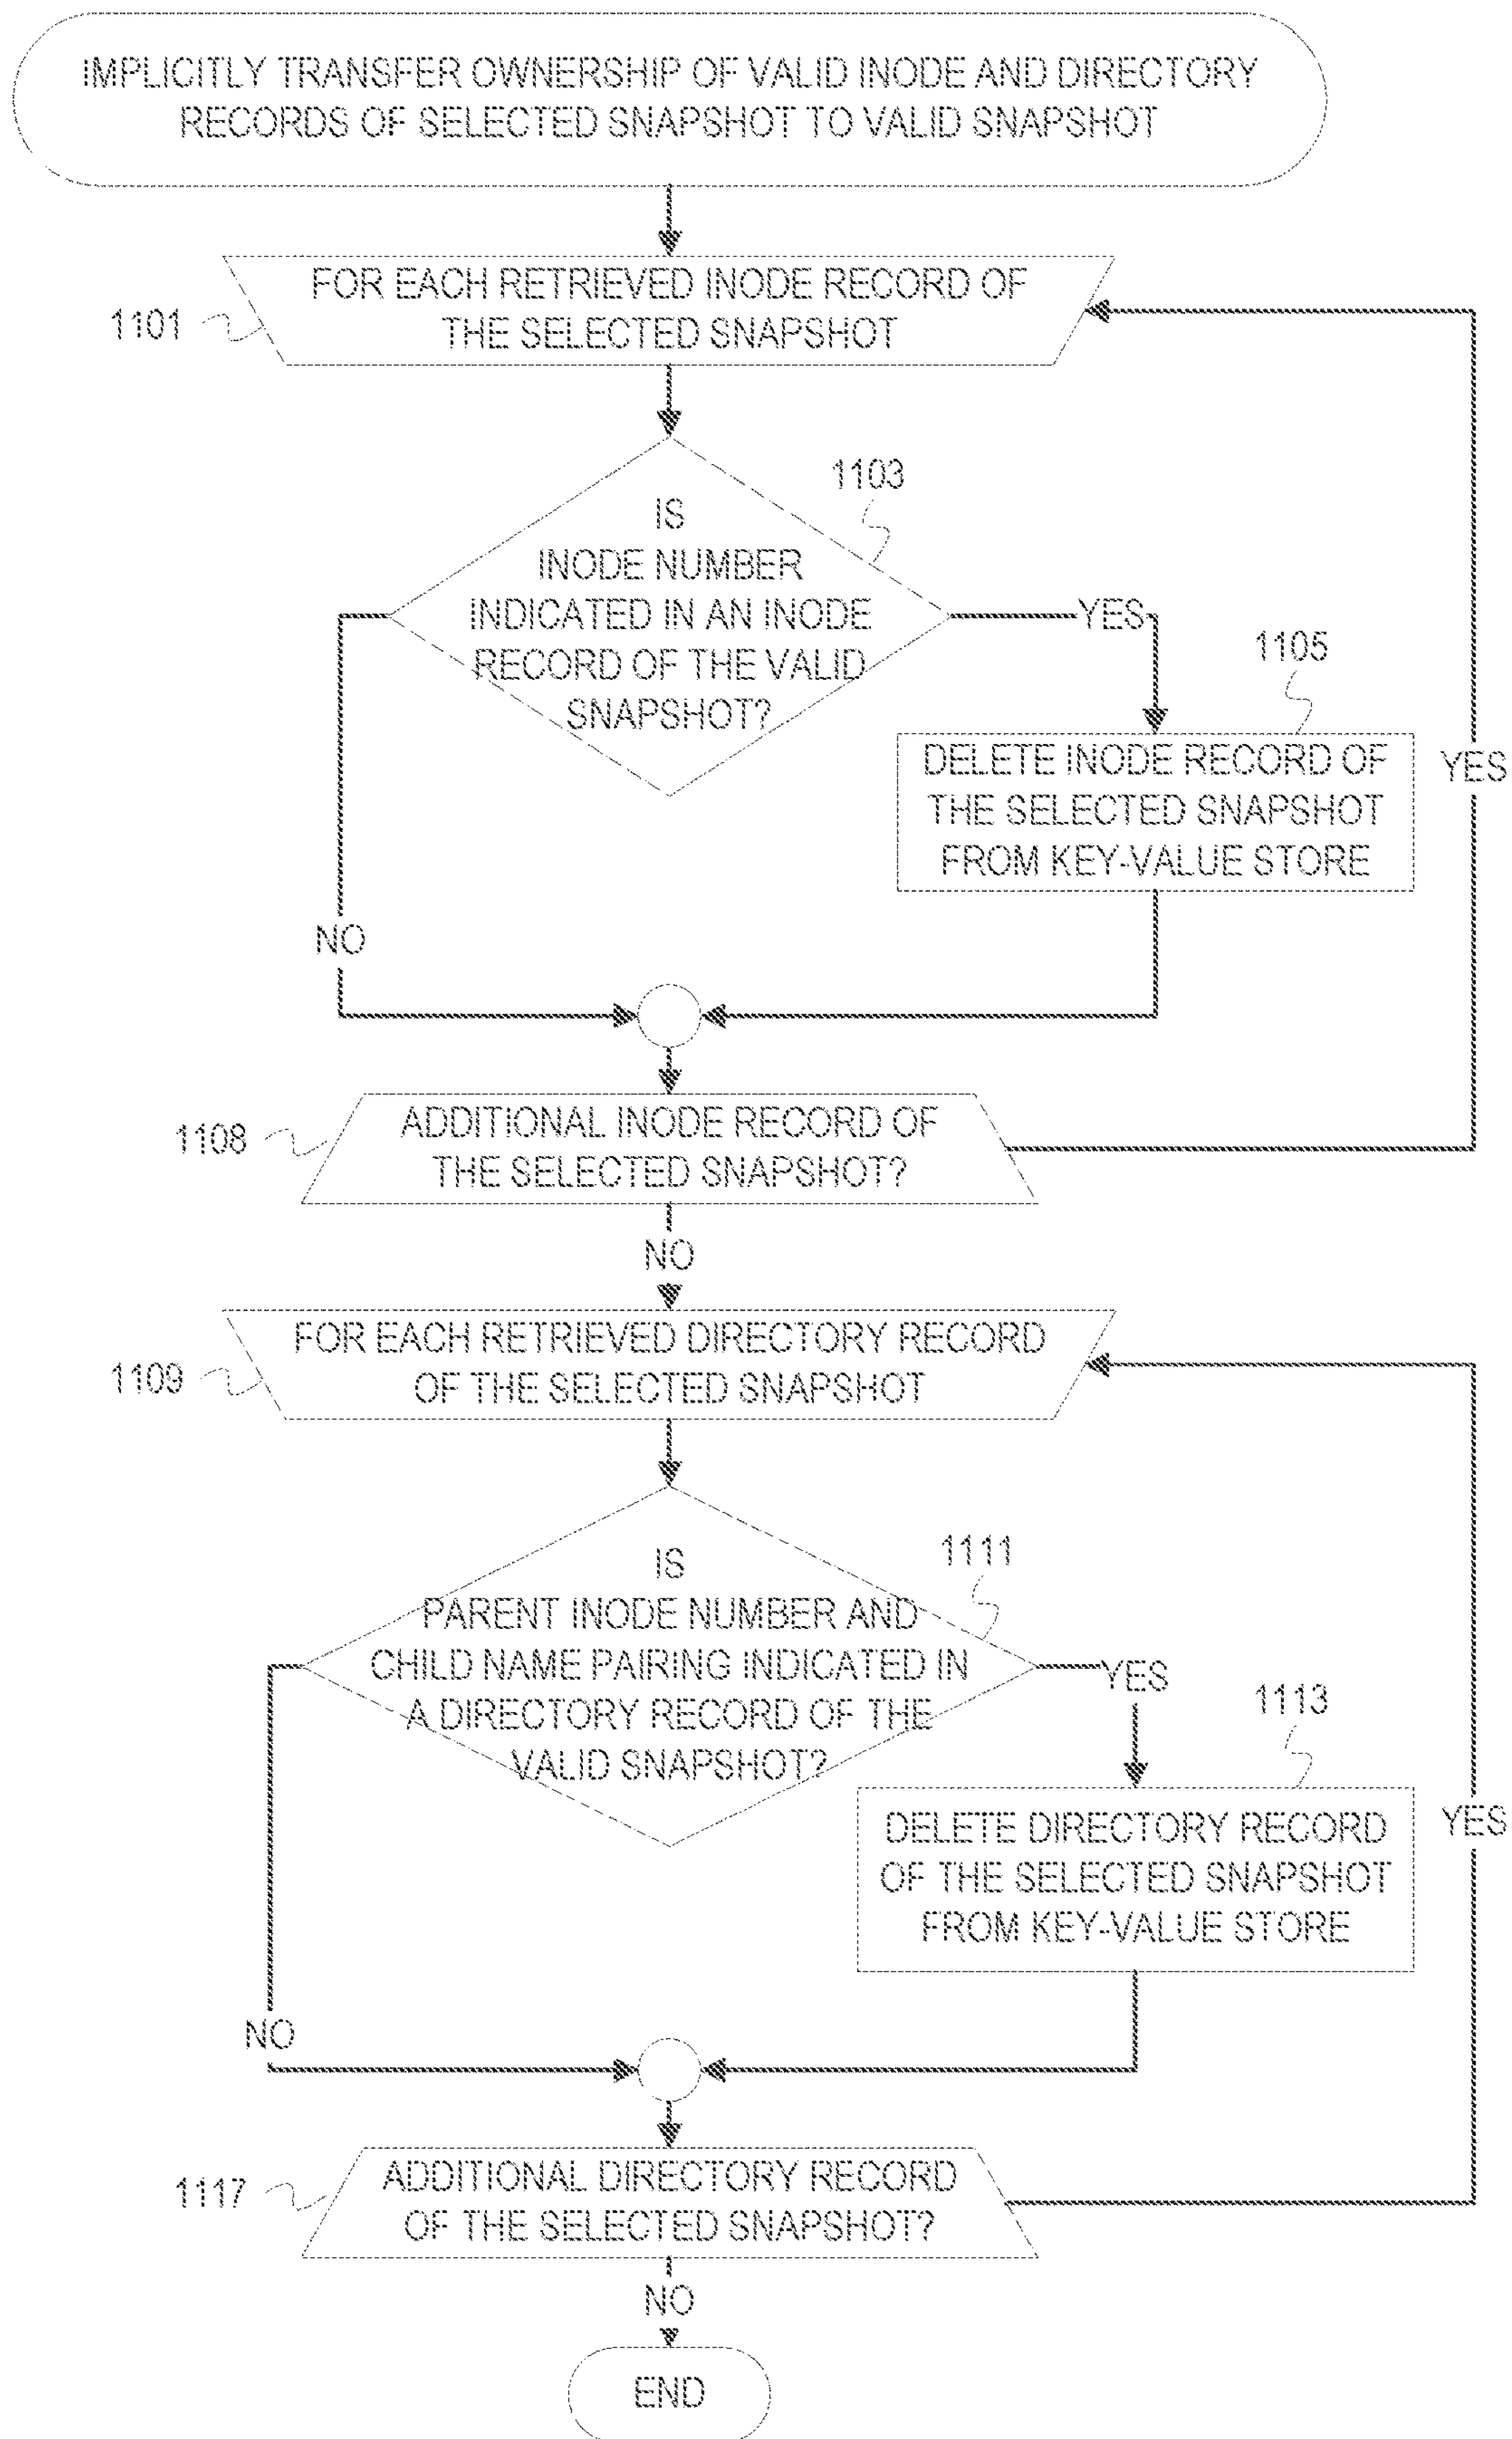 IMPLICITLY TRANSFER OWNERSHIP OF VALID INODE AND DIRECTORY
RECORDS OF SELECTED SNAPSHOT TO VALID SNAPSHOT
FOR EACH RETRIEVED INODE RECORD OF
THE SELECTED SNAPSHOT
1101
1103
IS
INODE NUMBER
INDICATED IN AN INODE
RECORD OF THE VALID
SNAPSHOT?
YES
1105
DELETE INODE RECORD OF
THE SELECTED SNAPSHOT
FROM KEY-VALUE STORE
YES
NO
1108
ADDITIONAL INODE RECORD OF
THE SELECTED SNAPSHOT?
NO
FOR EACH RETRIEVED DIRECTORY RECORD
OF THE SELECTED SNAPSHOT
1109
1111
IS
PARENT INODE NUMBER AND
CHILD NAME PAIRING INDICATED IN
A DIRECTORY RECORD OF THE
VALID SNAPSHOT?
YES
1113
DELETE DIRECTORY RECORD
OF THE SELECTED SNAPSHOT
FROM KEY-VALUE STORE
YES
NO
1117
ADDITIONAL DIRECTORY RECORD
OF THE SELECTED SNAPSHOT?
NO
END